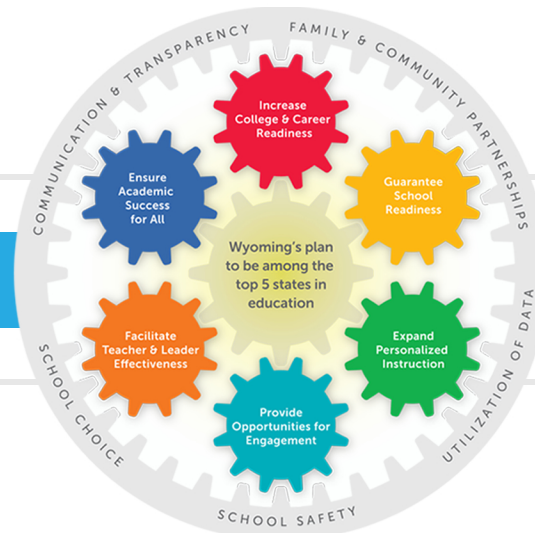 COMMUNICATION & TRANSPARENCY
FAMILY & COMMUNITY PARTNERSHIPS
Increase
College & Career
Readiness
Ensure
Academic
Success
for All
Guarantee
School
Readiness
Wyoming's plan
to be among the
top 5 states in
education
Facilitate
Teacher & Leader
Effectiveness
Expand
Personalized
Instruction
Provide
Opportunities for
Engagement
SCHOOL CHOICE
SCHOOL SAFETY
UTILIZATION OF DATA